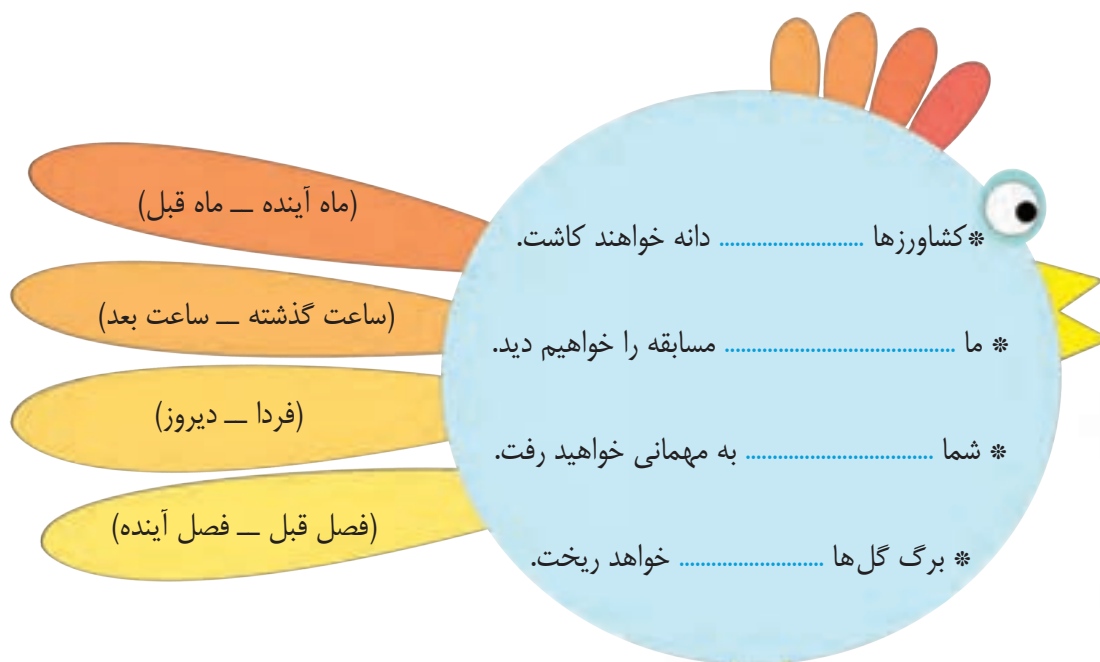 * کشاورزها .......................... دانه خواهند کاشت. (ماه آینده ــ ماه قبل)
* ما .......................................... مسابقه را خواهیم دید. (ساعت گذشته ــ ساعت بعد)
* شما .................................. به مهمانی خواهید رفت. (فردا ــ دیروز)
* برگ گل‌ها .......................... خواهد ریخت. (فصل قبل ــ فصل آینده)